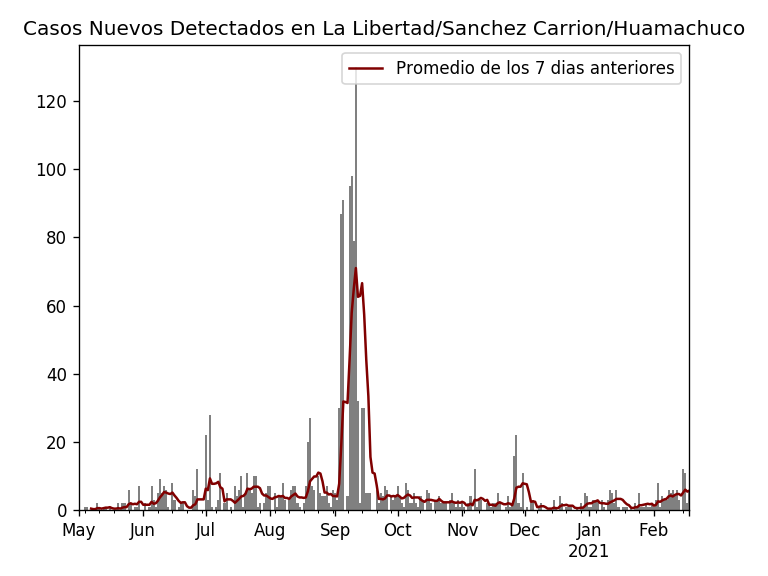 Casos Nuevos Detectados en La Libertad/Sanchez Carrion/Huamachuco
Promedio de los 7 dias anteriores
120
100
80
60
40
20
0
May Jun Jul Aug Sep Oct Nov Dec Jan Feb
2021